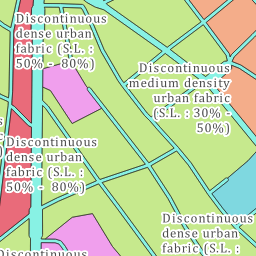 Discontinuous
dense urban
fabric (S.L. :
50% - 80%)
Discontinuous
medium density
urban fabric
(S.L. : 30% -
50%)
s
Discontinuous
dense urban
fabric (S.L. :
50% - 80%)
Discontinuous
dense urban
fabric (S.L. :
Discontinuous